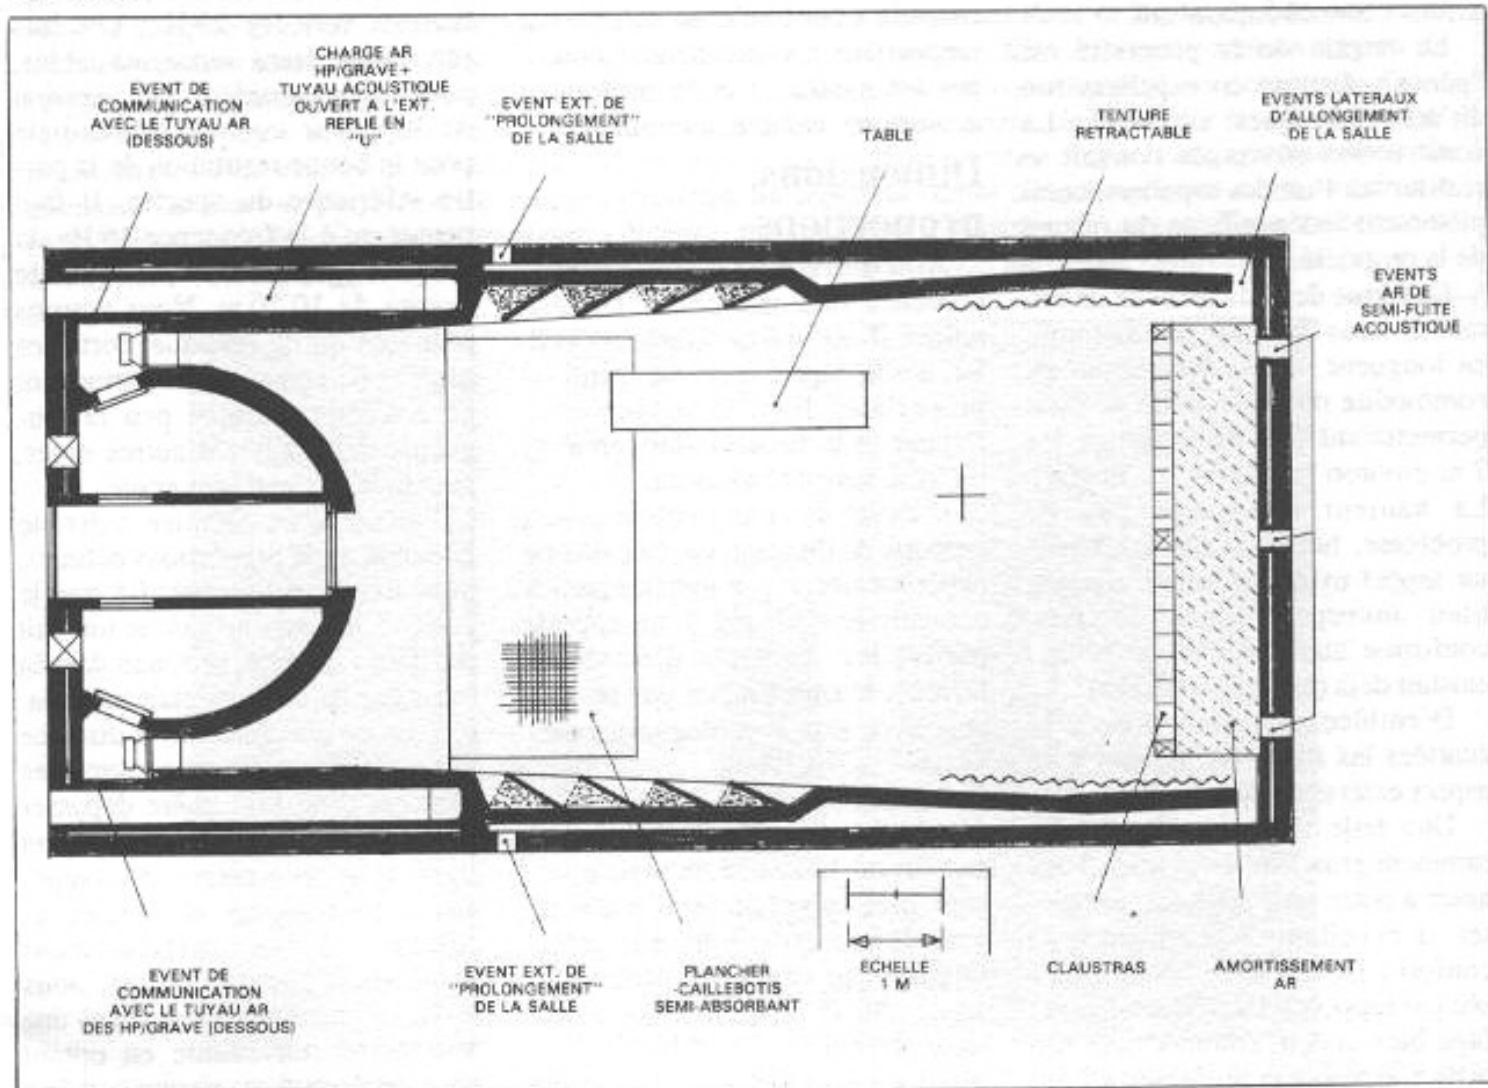 EVENT DE
COMMUNICATION
AVEC LE TUYAU AR
(DESSOUS)
CHARGE AR
HP/GRAVE +
TUYAU ACOUSTIQUE
OUVERT A L'EXT.
REPLIE EN
"U"
EVENT EXT. DE
"PROLONGEMENT"
DE LA SALLE
TABLE
TENTURE
RETRACTABLE
EVENTS LATERAUX
D'ALLONGEMENT
DE LA SALLE
EVENTS
AR DE
SEMI-FUITE
ACOUSTIQUE
EVENT DE
COMMUNICATION
AVEC LE TUYAU AR
DES HP/GRAVE (DESSOUS)
EVENT EXT. DE
"PROLONGEMENT"
DE LA SALLE
PLANCHER
CAILLEBOTIS
SEMI-ABSORBANT
ECHELLE
1 M
CLAUSTRAS
AMORTISSEMENT
AR